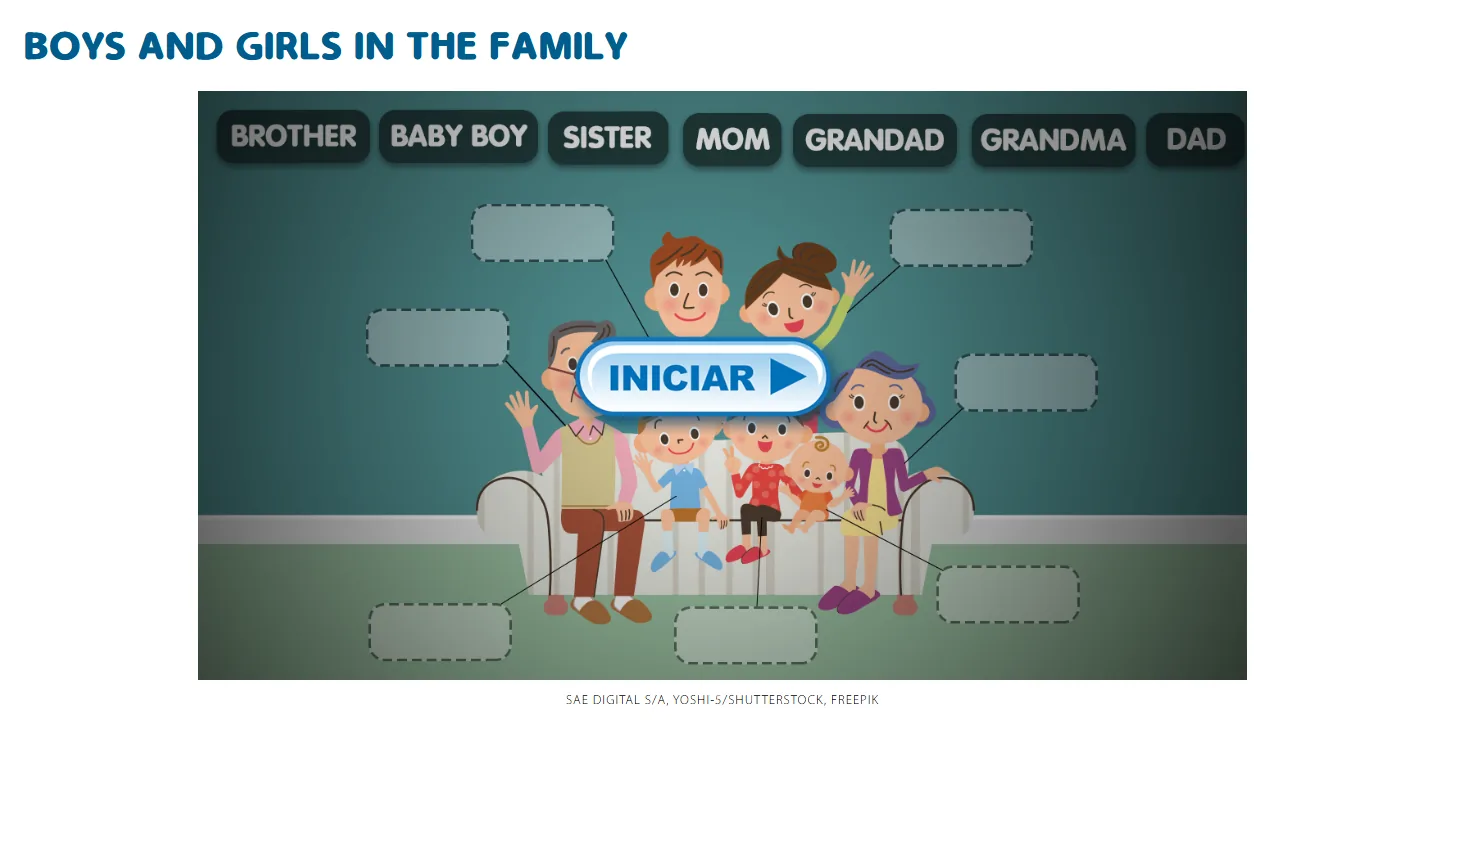 BOYS AND GIRLS IN THE FAMILY
BROTHER BABY BOY SISTER MOM GRANDAD GRANDMA DAD
INICIAR
SAE DIGITAL S/A, YOSHI-5/SHUTTERSTOCK, FREEPIK